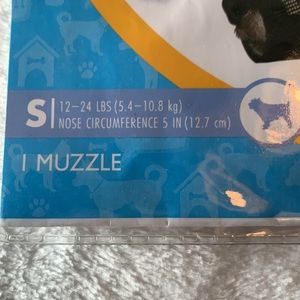 S
12–24 LBS (5.4–10.8 kg)
NOSE CIRCUMFERENCE 5 IN (12.7 cm)
1 MUZZLE